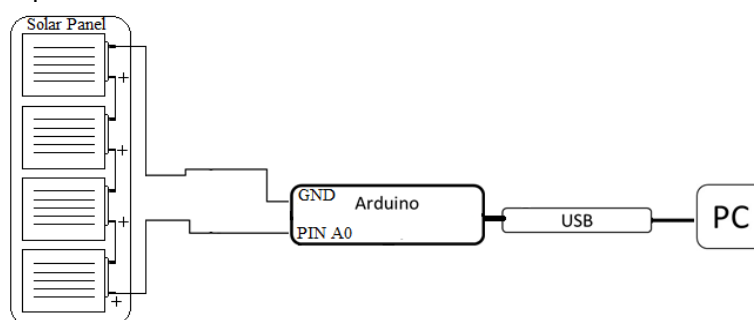 Solar Panel
+
+
+
+
GND
Arduino
PIN A0
USB
PC